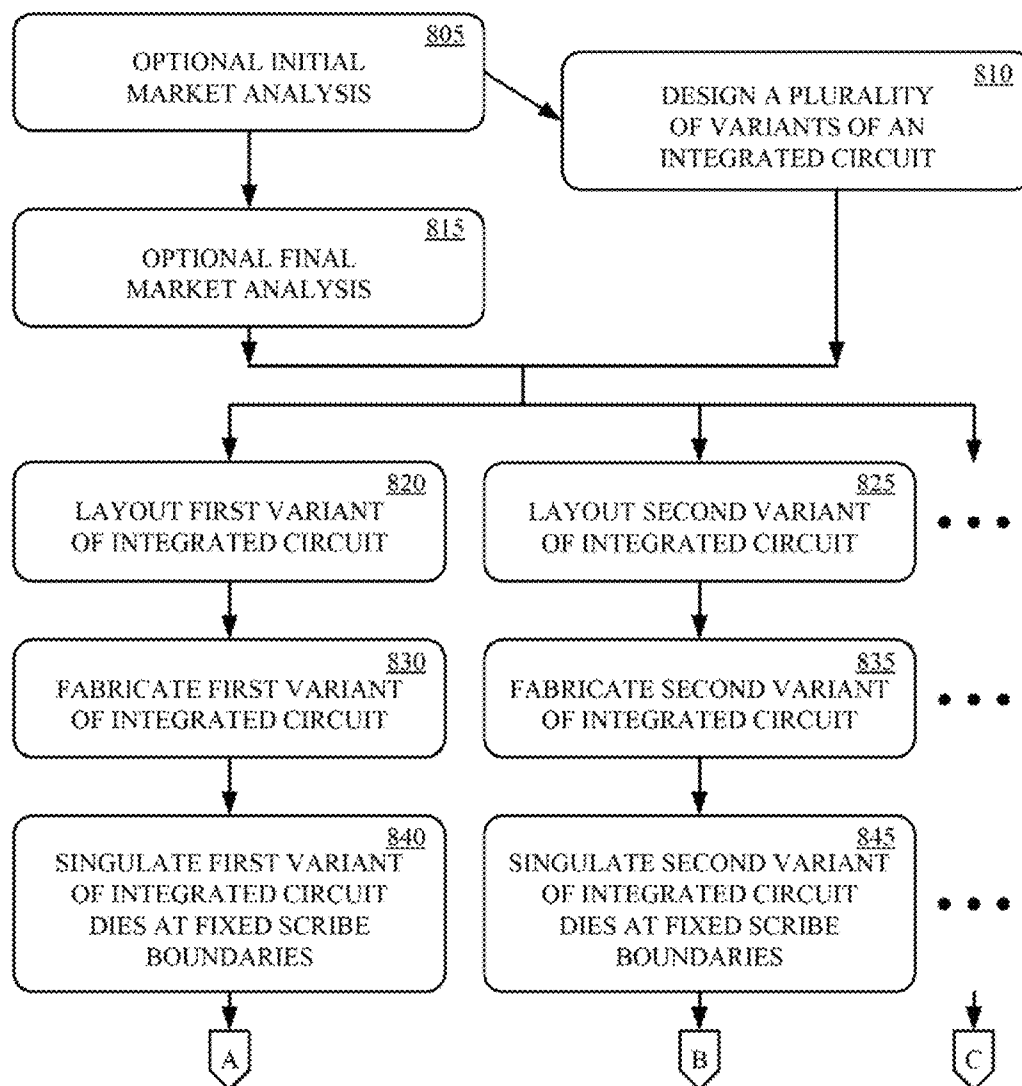 805
OPTIONAL INITIAL
MARKET ANALYSIS
810
DESIGN A PLURALITY
OF VARIANTS OF AN
INTEGRATED CIRCUIT
815
OPTIONAL FINAL
MARKET ANALYSIS
820
LAYOUT FIRST VARIANT
OF INTEGRATED CIRCUIT
825
LAYOUT SECOND VARIANT
OF INTEGRATED CIRCUIT
830
FABRICATE FIRST VARIANT
OF INTEGRATED CIRCUIT
835
FABRICATE SECOND VARIANT
OF INTEGRATED CIRCUIT
840
SINGULATE FIRST VARIANT
OF INTEGRATED CIRCUIT
DIES AT FIXED SCRIBE
BOUNDARIES
845
SINGULATE SECOND VARIANT
OF INTEGRATED CIRCUIT
DIES AT FIXED SCRIBE
BOUNDARIES
A
B
C